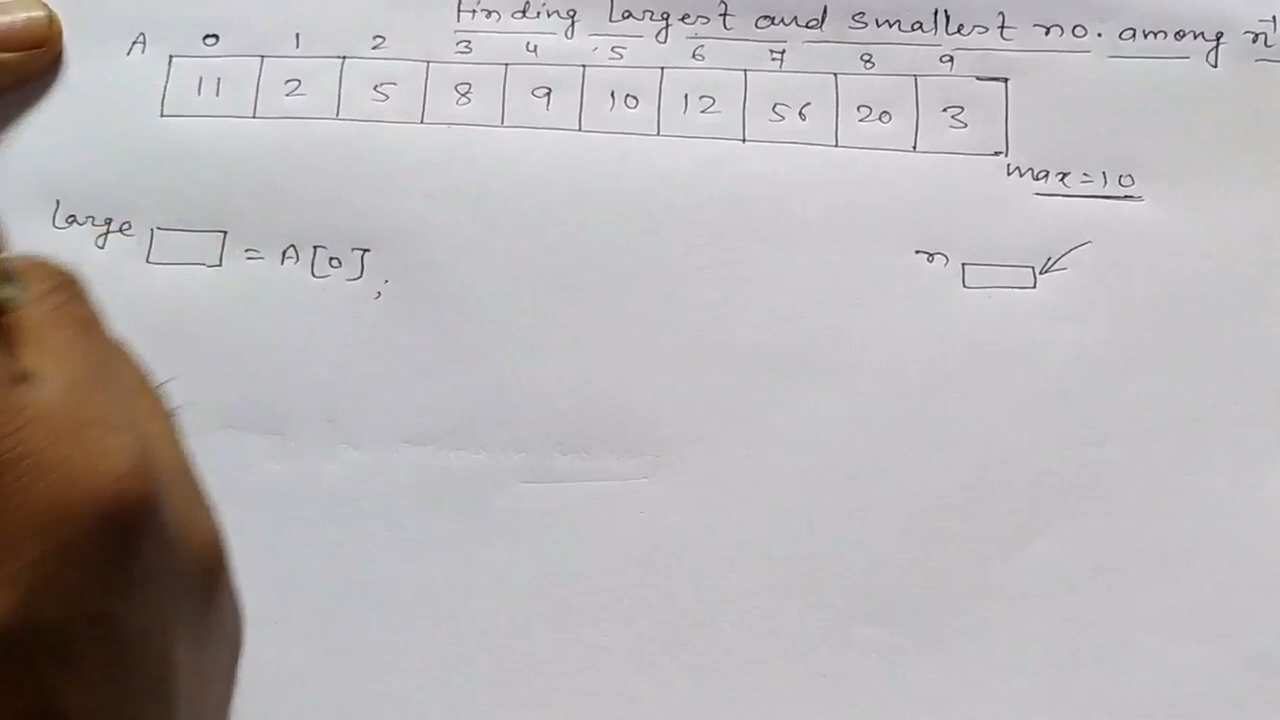 Finding Largest and smallest no. among n
A 0 1 2 3 4 5 6 7 8 9
11 2 5 8 9 10 12 56 20 3
max=10
large = A[0];
n